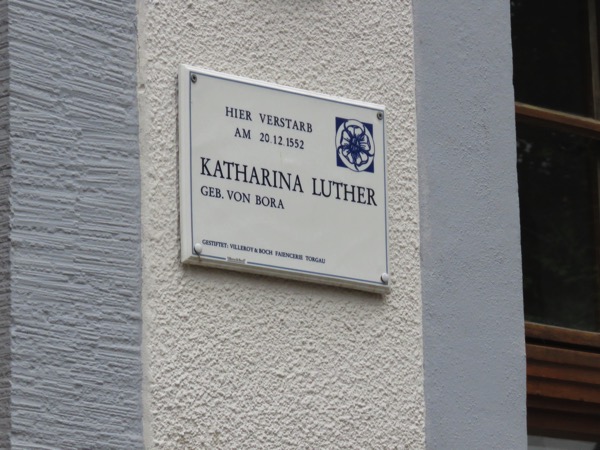 HIER VERSTARB
AM 20.12.1552
KATHARINA LUTHER
GEB. VON BORA
GESTIFTET: VILLEROY & BOCH FAIENCERIE TORGAU